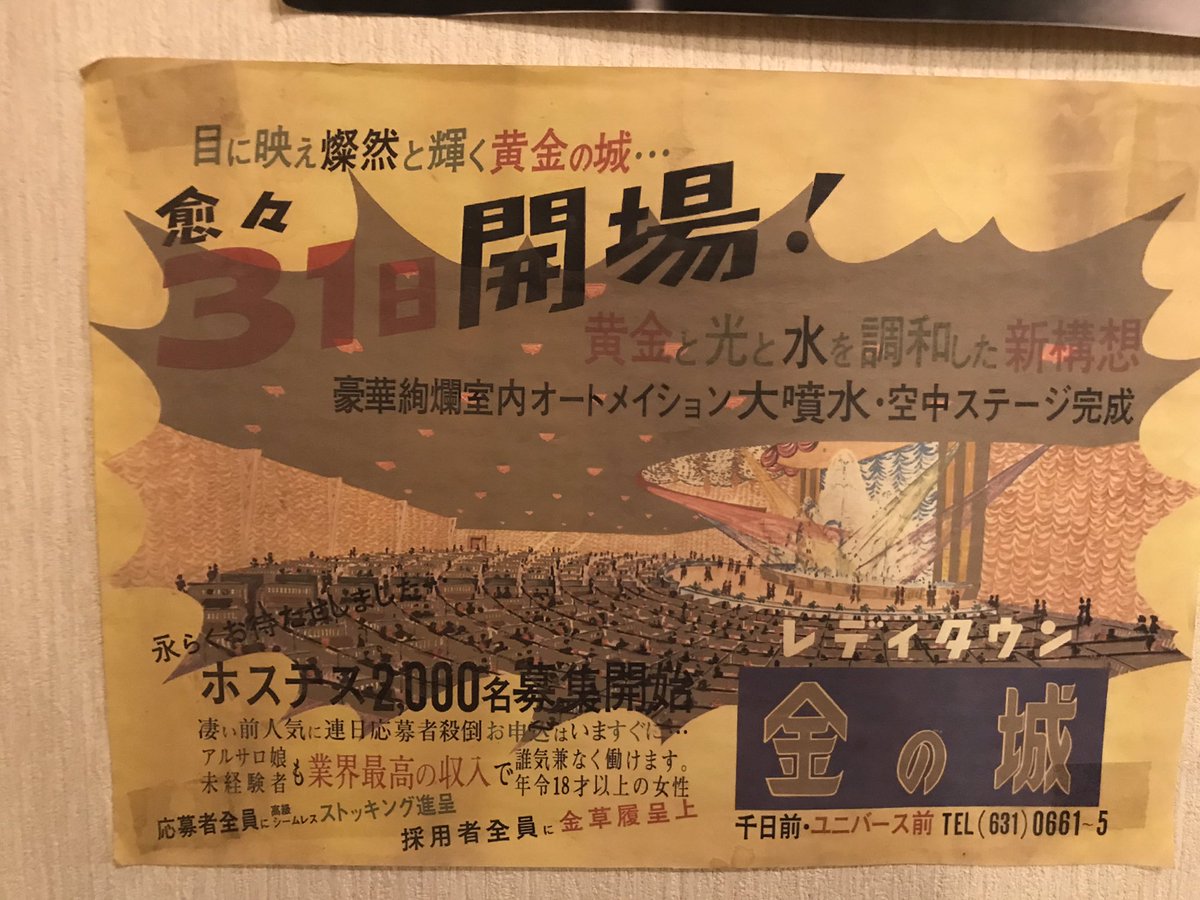 目に映え燦然と輝く黄金の城…
愈々
31日開場!
黄金と光と水を調和した新構想
豪華絢爛室内オートメイション大噴水・空中ステージ完成
永らくお待たせしました
ホステス2,000名募集開始
凄い前人気に連日応募者殺倒お申込はいますぐに…
アルサロ娘
未経験者も業界最高の収入で誰気兼なく働けます。
年令18才以上の女性
応募者全員に高級シームレスストッキング進呈
採用者全員に金草履呈上
レディタウン
金の城
千日前・ユニバース前 TEL(631)0661~5